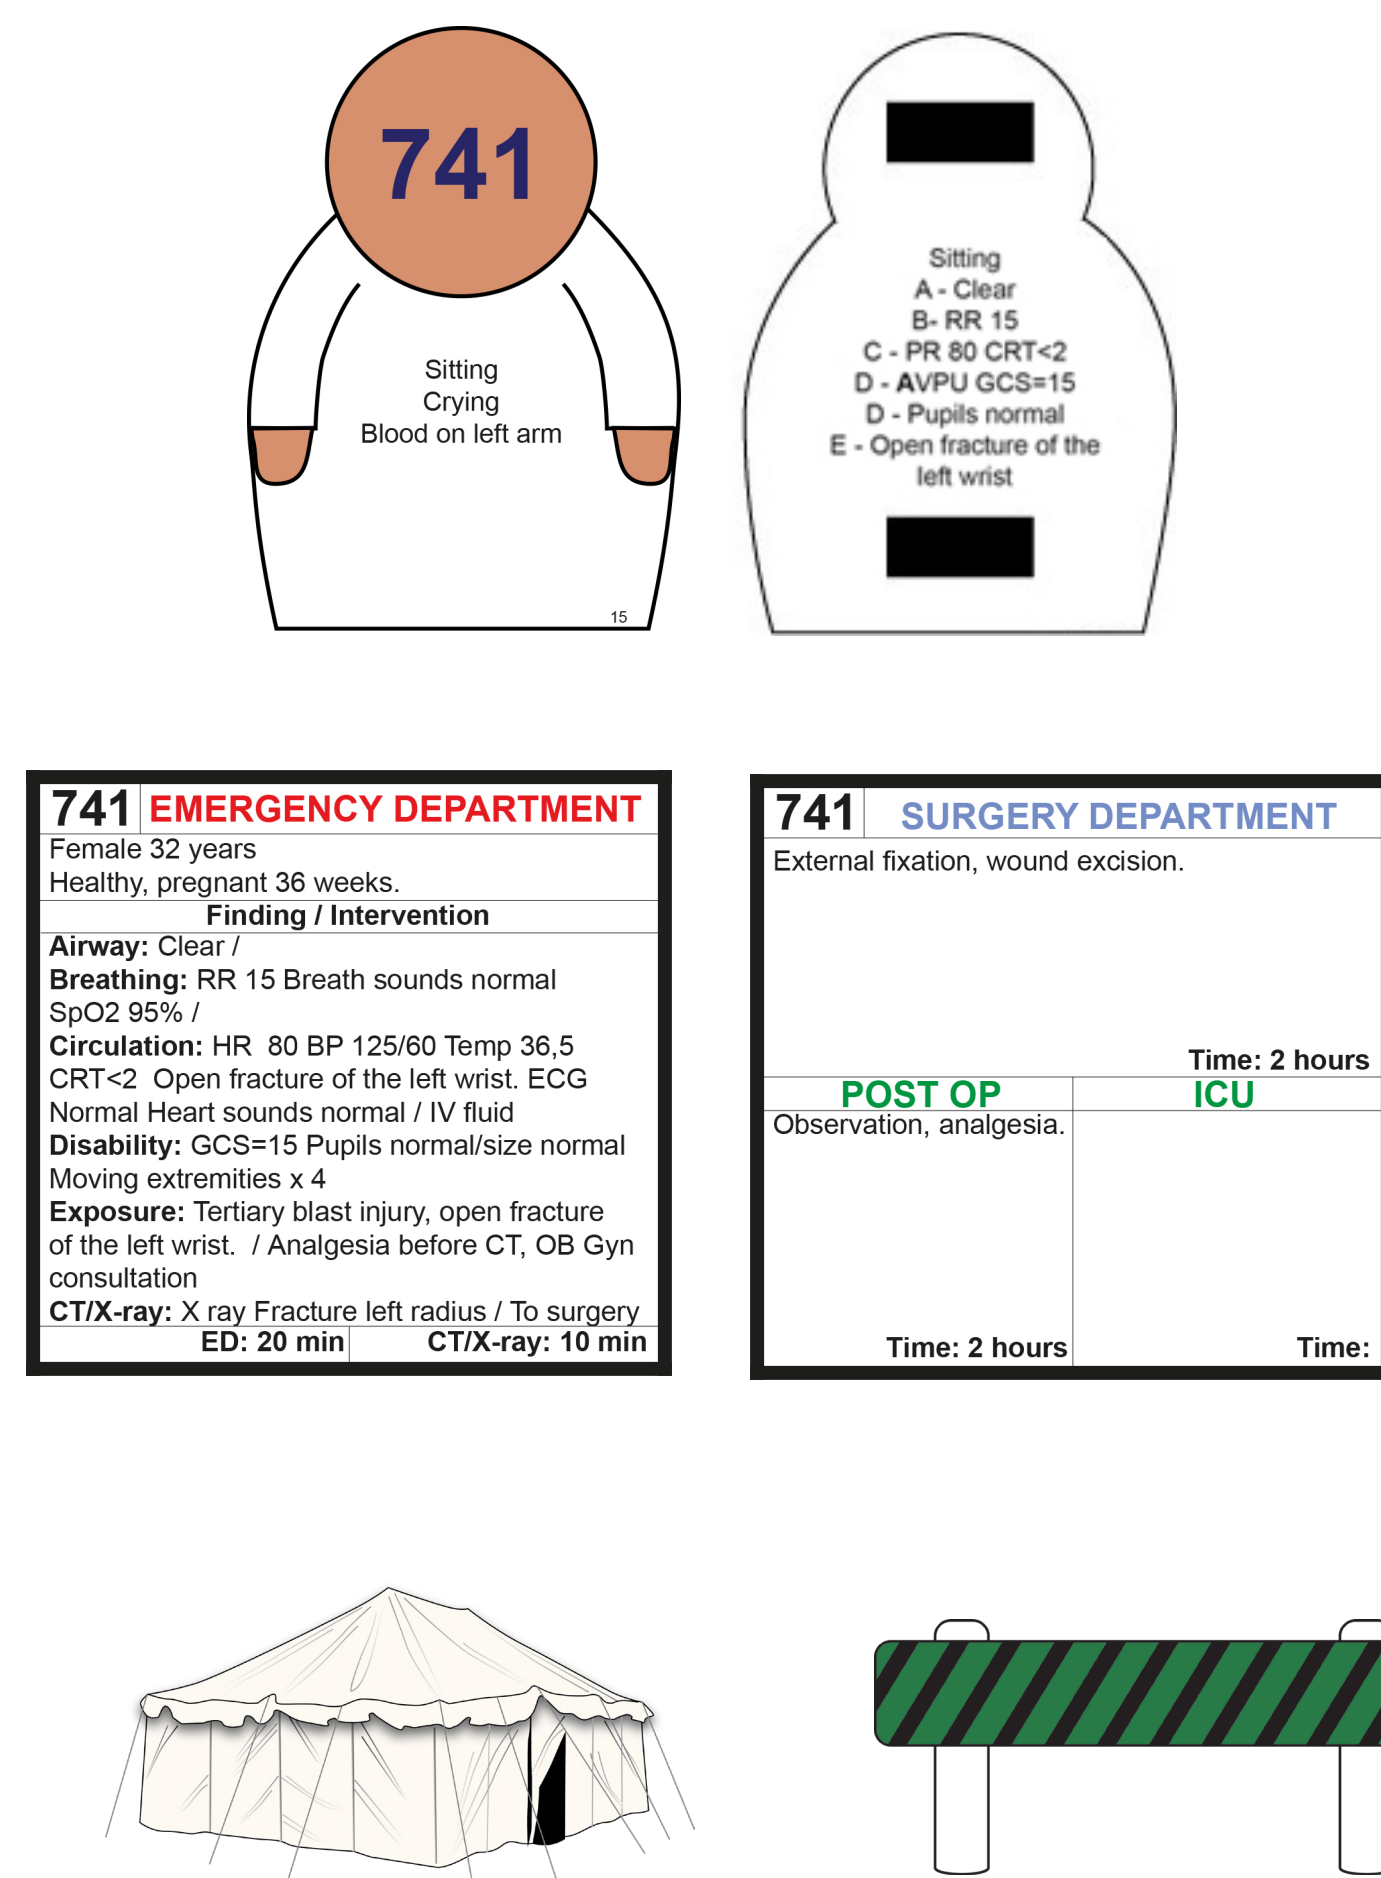 741
Sitting
Crying
Blood on left arm
15
Sitting
A - Clear
B- RR 15
C - PR 80 CRT<2
D - AVPU GCS=15
D - Pupils normal
E - Open fracture of the
left wrist
741 EMERGENCY DEPARTMENT
Female 32 years
Healthy, pregnant 36 weeks.
Finding / Intervention
Airway: Clear /
Breathing: RR 15 Breath sounds normal
SpO2 95% /
Circulation: HR 80 BP 125/60 Temp 36,5
CRT<2 Open fracture of the left wrist. ECG
Normal Heart sounds normal / IV fluid
Disability: GCS=15 Pupils normal/size normal
Moving extremities x 4
Exposure: Tertiary blast injury, open fracture
of the left wrist. / Analgesia before CT, OB Gyn
consultation
CT/X-ray: X ray Fracture left radius / To surgery
ED: 20 min CT/X-ray: 10 min
741 SURGERY DEPARTMENT
External fixation, wound excision.
Time: 2 hours
POST OP ICU
Observation, analgesia.
Time: 2 hours Time: